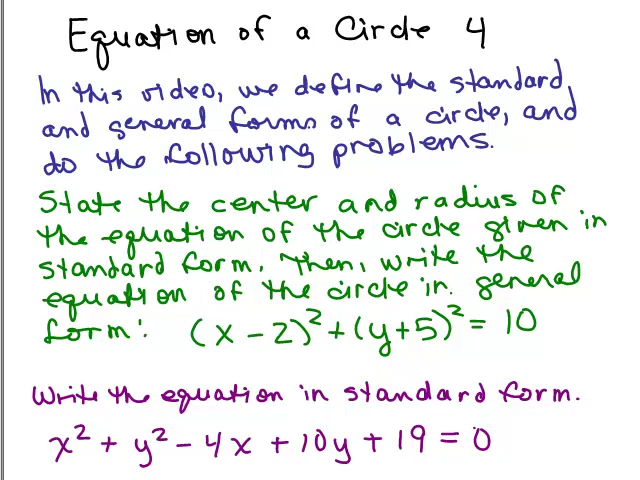 Equation of a Circle 4
In this video, we define the standard
and general forms of a circle, and
do the following problems.
State the center and radius of
the equation of the circle given in
standard form. Then, write the
equation of the circle in general
form: (x - 2)² + (y + 5)² = 10
Write the equation in standard form.
x² + y² - 4x + 10y + 19 = 0